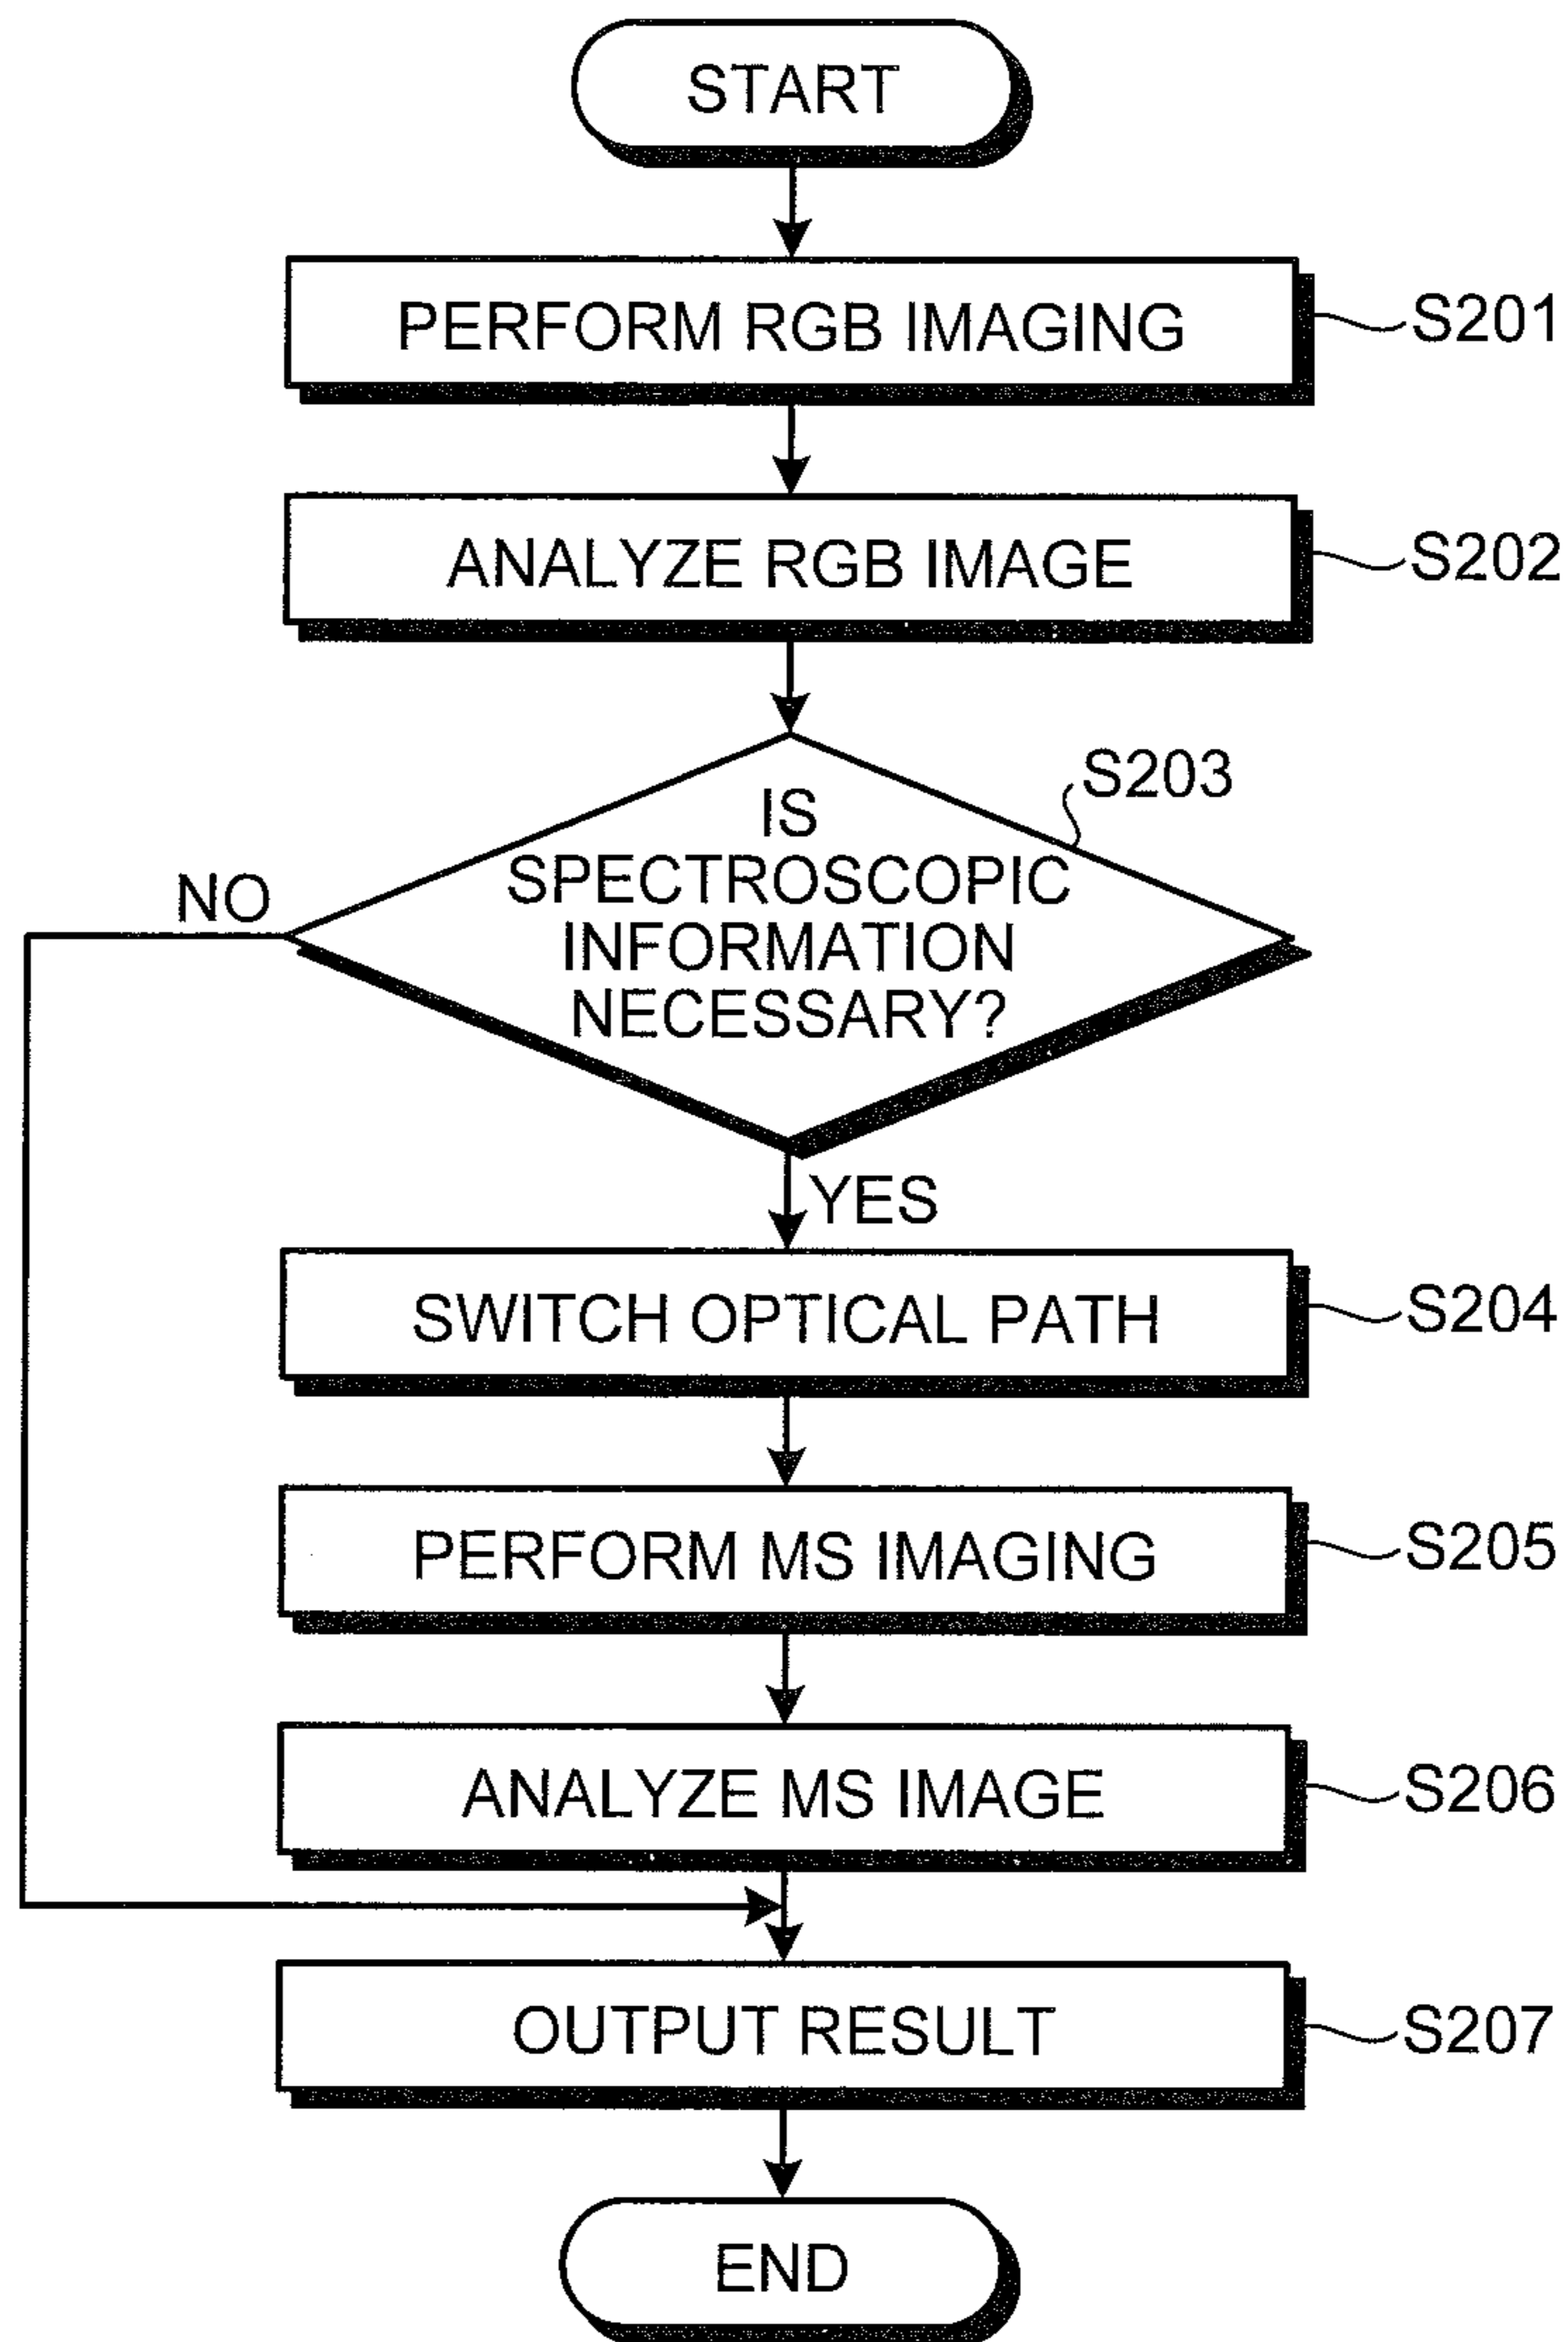 START
PERFORM RGB IMAGING
S201
ANALYZE RGB IMAGE
S202
S203
IS
SPECTROSCOPIC
INFORMATION
NECESSARY?
NO
YES
SWITCH OPTICAL PATH
S204
PERFORM MS IMAGING
S205
ANALYZE MS IMAGE
S206
OUTPUT RESULT
S207
END